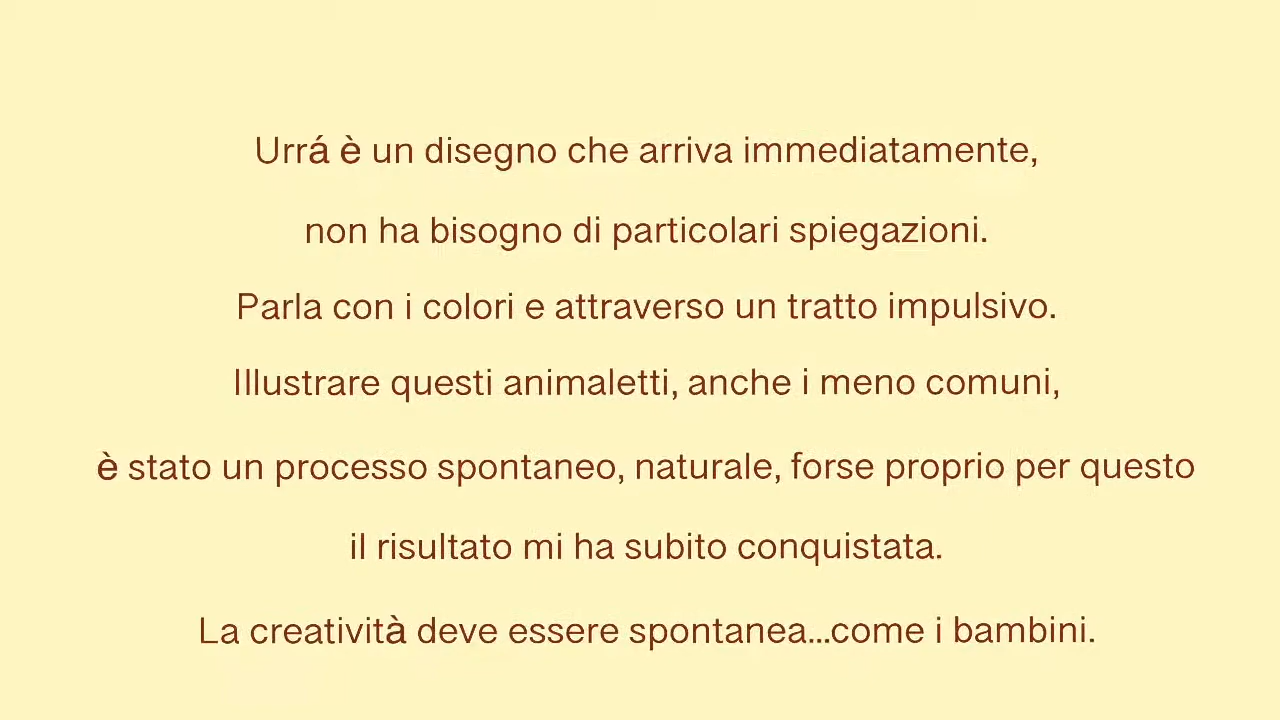 Urrá è un disegno che arriva immediatamente,
non ha bisogno di particolari spiegazioni.
Parla con i colori e attraverso un tratto impulsivo.
Illustrare questi animaletti, anche i meno comuni,
è stato un processo spontaneo, naturale, forse proprio per questo
il risultato mi ha subito conquistata.
La creatività deve essere spontanea...come i bambini.